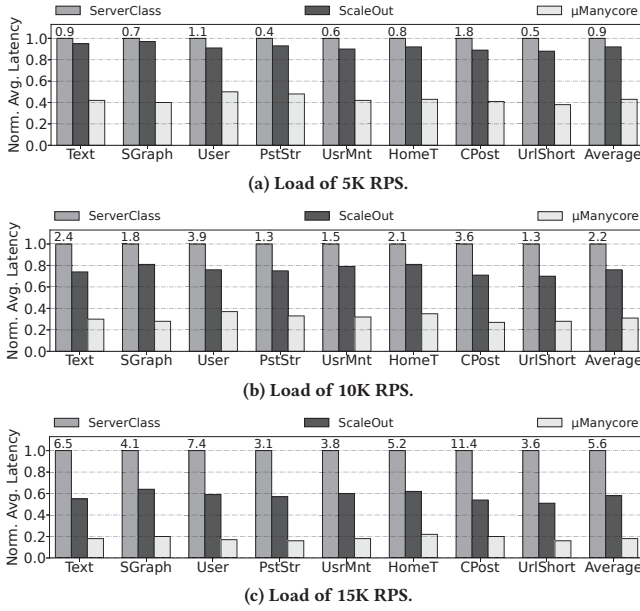 ServerClass ScaleOut μManycore
Norm. Avg. Latency
1.0
0.8
0.6
0.4
0.2
0.0
0.9 0.7 1.1 0.4 0.6 0.8 1.8 0.5 0.9
Text SGraph User PstStr UsrMnt HomeT CPost UrlShort Average
(a) Load of 5K RPS.
ServerClass ScaleOut μManycore
Norm. Avg. Latency
1.0
0.8
0.6
0.4
0.2
0.0
2.4 1.8 3.9 1.3 1.5 2.1 3.6 1.3 2.2
Text SGraph User PstStr UsrMnt HomeT CPost UrlShort Average
(b) Load of 10K RPS.
ServerClass ScaleOut μManycore
Norm. Avg. Latency
1.0
0.8
0.6
0.4
0.2
0.0
6.5 4.1 7.4 3.1 3.8 5.2 11.4 3.6 5.6
Text SGraph User PstStr UsrMnt HomeT CPost UrlShort Average
(c) Load of 15K RPS.